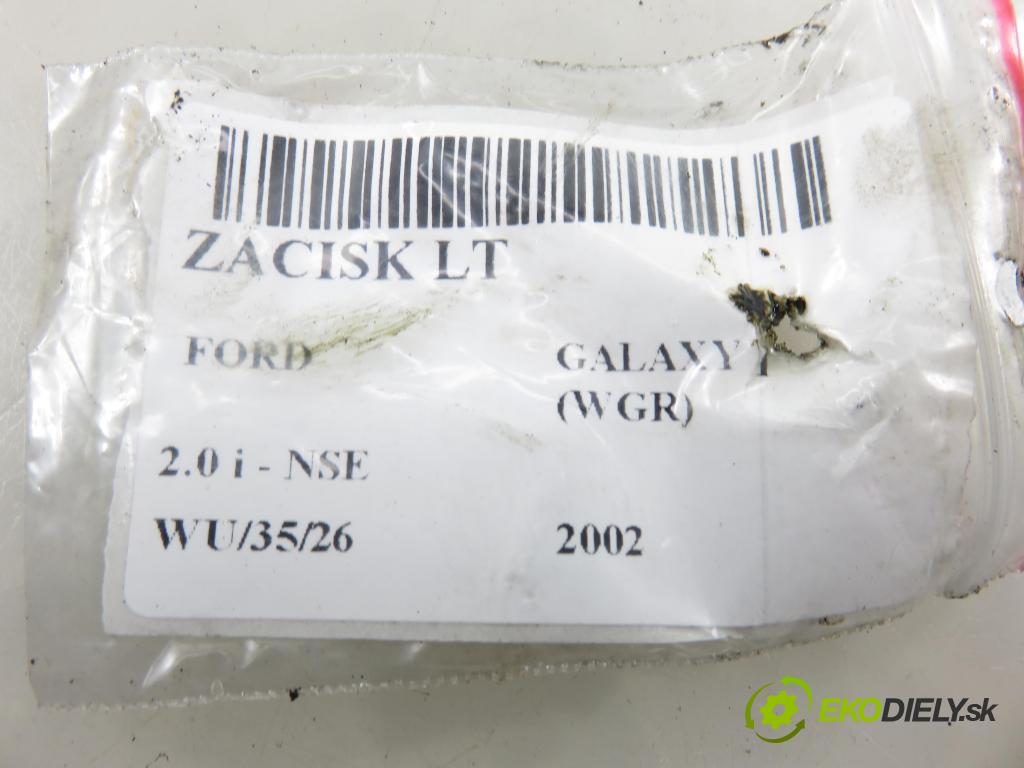 ZACISK LT
FORD GALAXY I
(WGR)
2.0 i - NSE
WU/35/26 2002
EKODIELY.sk